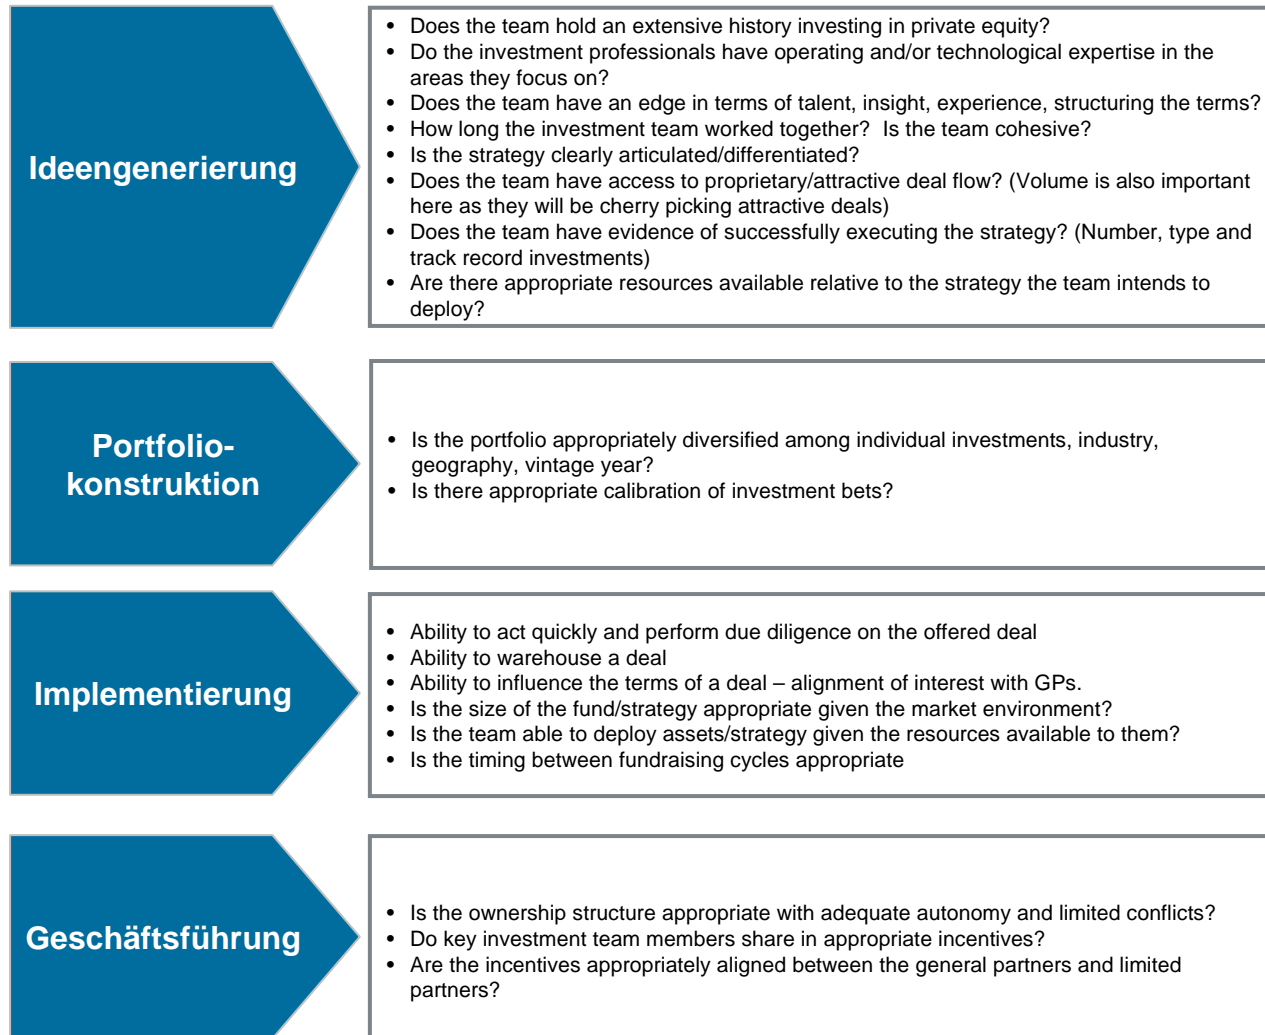 Ideengenerierung
• Does the team hold an extensive history investing in private equity?
• Do the investment professionals have operating and/or technological expertise in the
areas they focus on?
• Does the team have an edge in terms of talent, insight, experience, structuring the terms?
• How long the investment team worked together?  Is the team cohesive?
• Is the strategy clearly articulated/differentiated?
• Does the team have access to proprietary/attractive deal flow? (Volume is also important
here as they will be cherry picking attractive deals)
• Does the team have evidence of successfully executing the strategy? (Number, type and
track record investments)
• Are there appropriate resources available relative to the strategy the team intends to
deploy?
Portfolio-
konstruktion
• Is the portfolio appropriately diversified among individual investments, industry,
geography, vintage year?
• Is there appropriate calibration of investment bets?
Implementierung
• Ability to act quickly and perform due diligence on the offered deal
• Ability to warehouse a deal
• Ability to influence the terms of a deal – alignment of interest with GPs.
• Is the size of the fund/strategy appropriate given the market environment?
• Is the team able to deploy assets/strategy given the resources available to them?
• Is the timing between fundraising cycles appropriate
Geschäftsführung
• Is the ownership structure appropriate with adequate autonomy and limited conflicts?
• Do key investment team members share in appropriate incentives?
• Are the incentives appropriately aligned between the general partners and limited
partners?